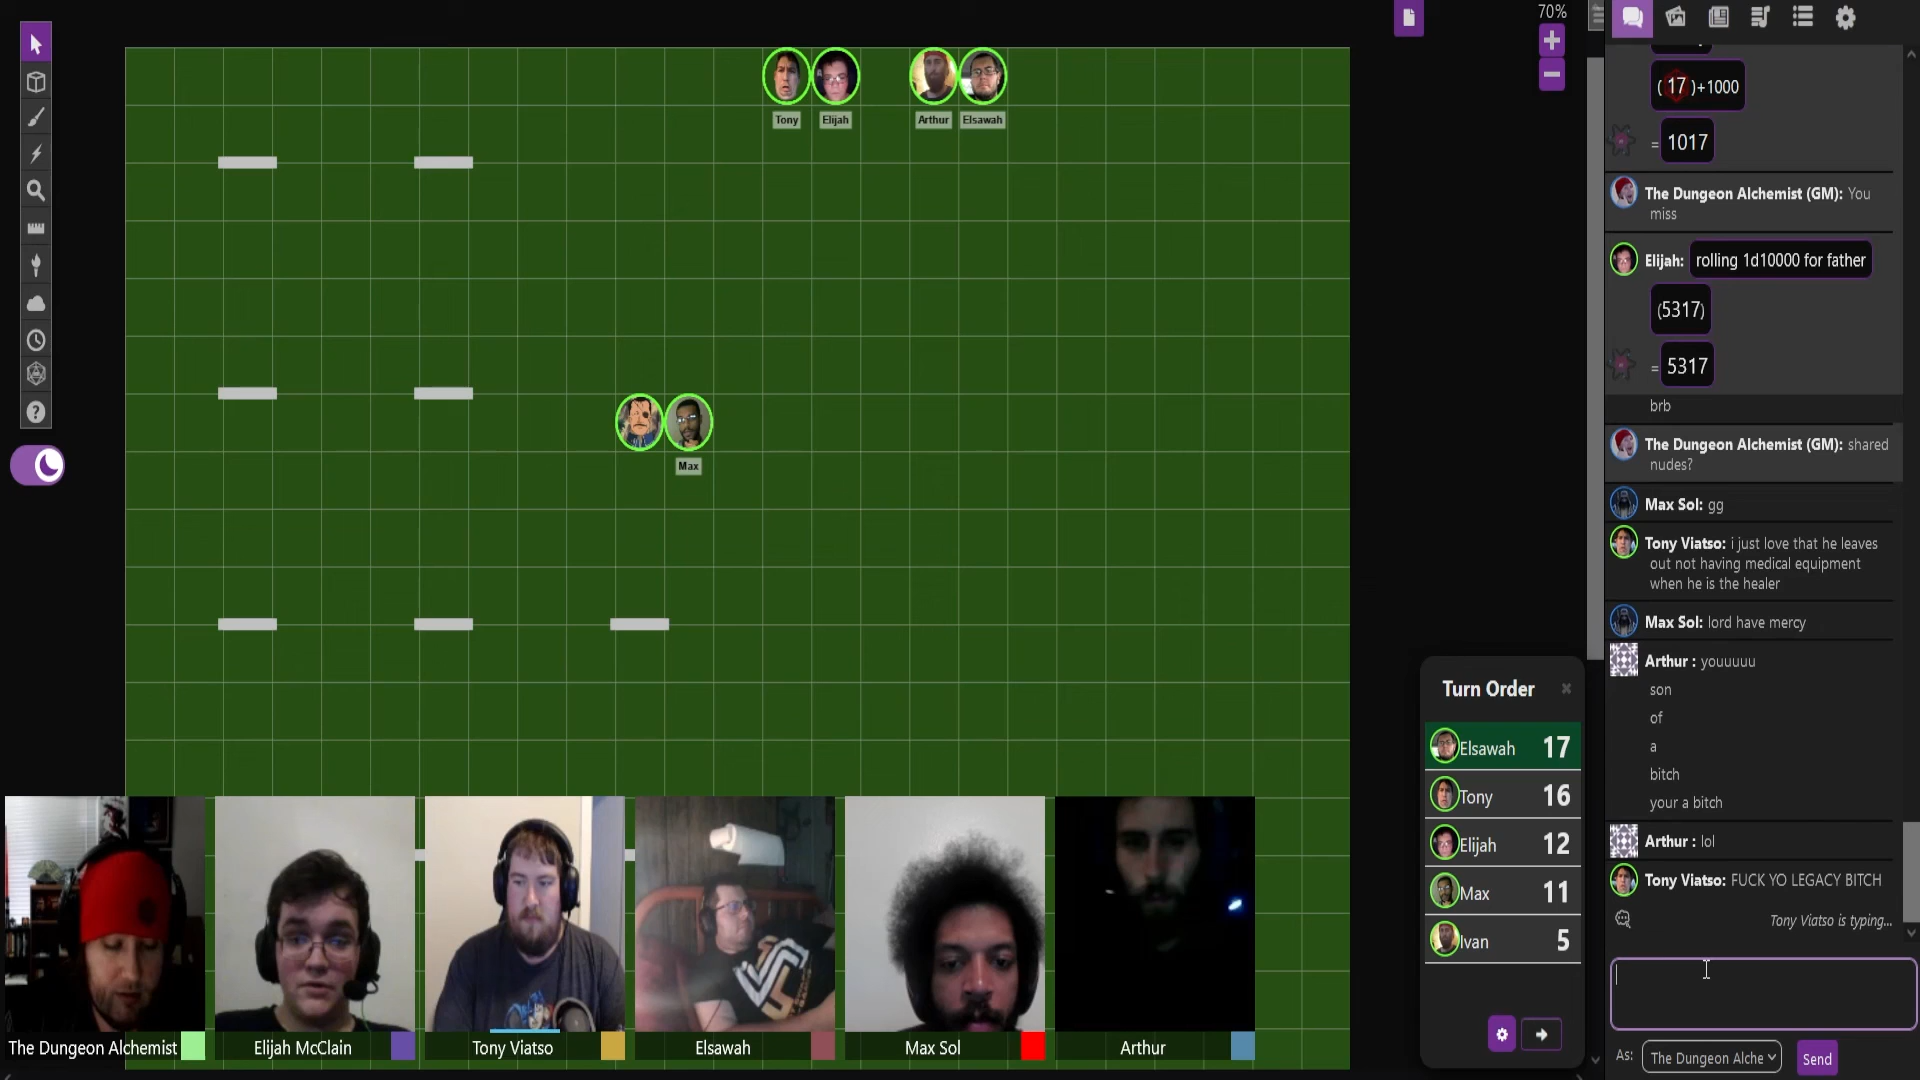 70%
Tony
Elijah
Arthur
Elsawah
Max
(17)+1000
=1017
The Dungeon Alchemist (GM): You
miss
Elijah: rolling 1d10000 for father
(5317)
=5317
brb
The Dungeon Alchemist (GM): shared
nudes?
Max Sol: gg
Tony Viatso: i just love that he leaves
out not having medical equipment
when he is the healer
Max Sol: lord have mercy
Arthur : youuuuu
son
of
a
bitch
your a bitch
Arthur : lol
Tony Viatso: FUCK YO LEGACY BITCH
Tony Viatso is typing...
As: The Dungeon Alche
Send
Turn Order
Elsawah 17
Tony 16
Elijah 12
Max 11
Ivan 5
The Dungeon Alchemist
Elijah McClain
Tony Viatso
Elsawah
Max Sol
Arthur